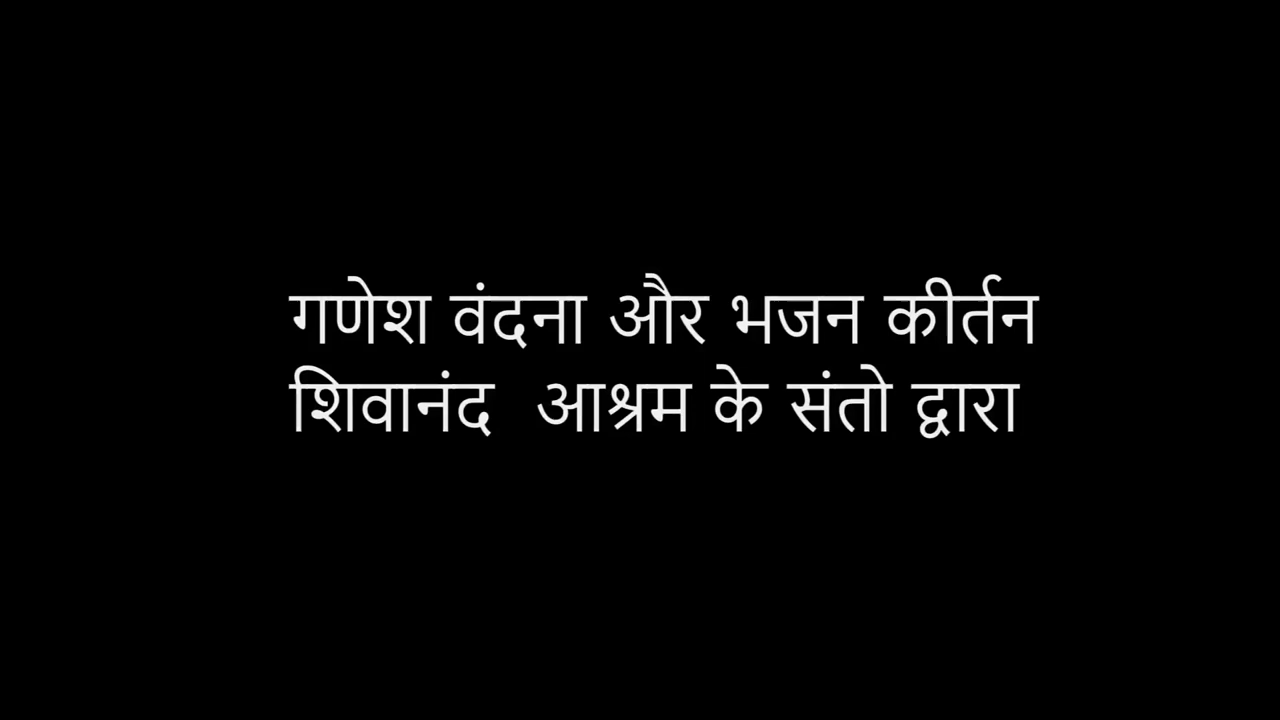 गणेश वंदना और भजन कीर्तन
शिवानंद  आश्रम के संतो द्वारा